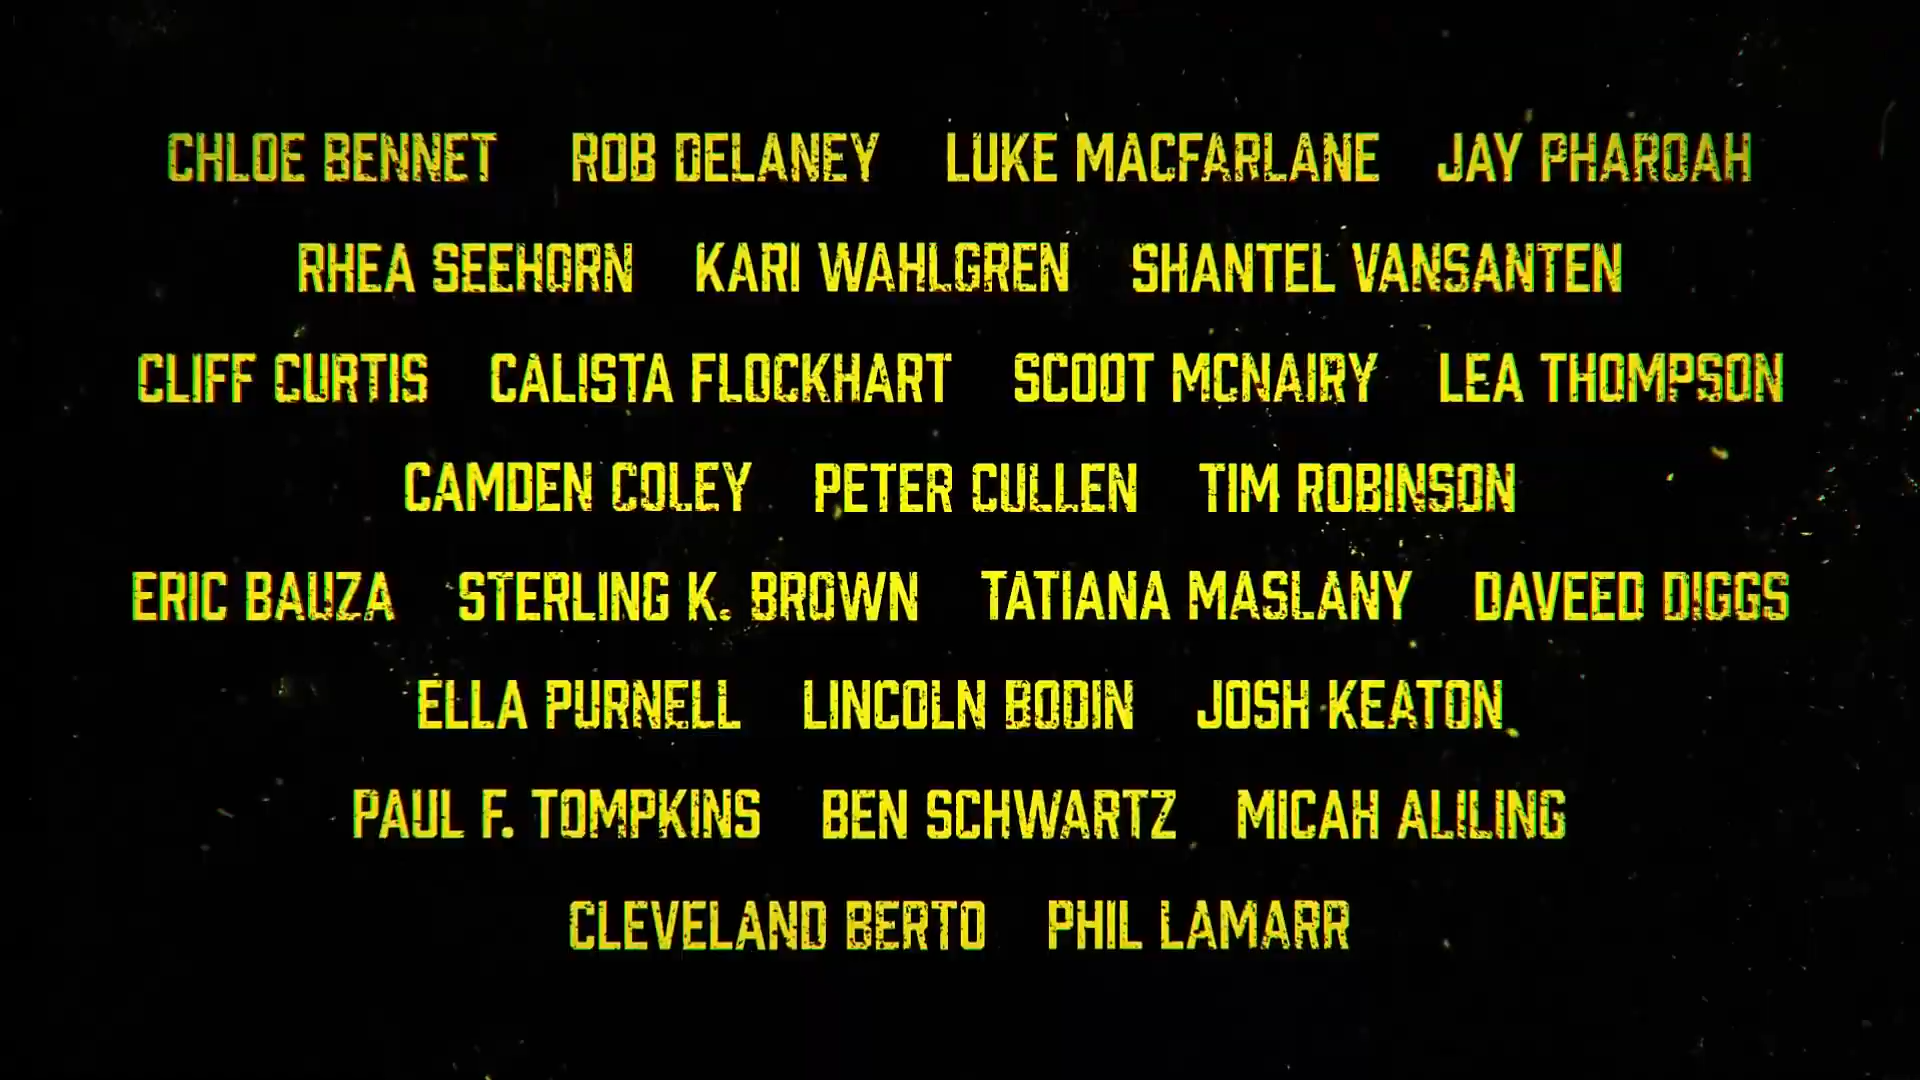 CHLOE BENNET ROB DELANEY LUKE MACFARLANE JAY PHAROAH
RHEA SEEHORN KARI WAHLGREN SHANTEL VANSANTEN
CLIFF CURTIS CALISTA FLOCKHART SCOOT MCNAIRY LEA THOMPSON
CAMDEN COLEY PETER CULLEN TIM ROBINSON
ERIC BAUZA STERLING K. BROWN TATIANA MASLANY DAVEED DIGGS
ELLA PURNELL LINCOLN BODIN JOSH KEATON
PAUL F. TOMPKINS BEN SCHWARTZ MICAH ALILING
CLEVELAND BERTO PHIL LAMARR